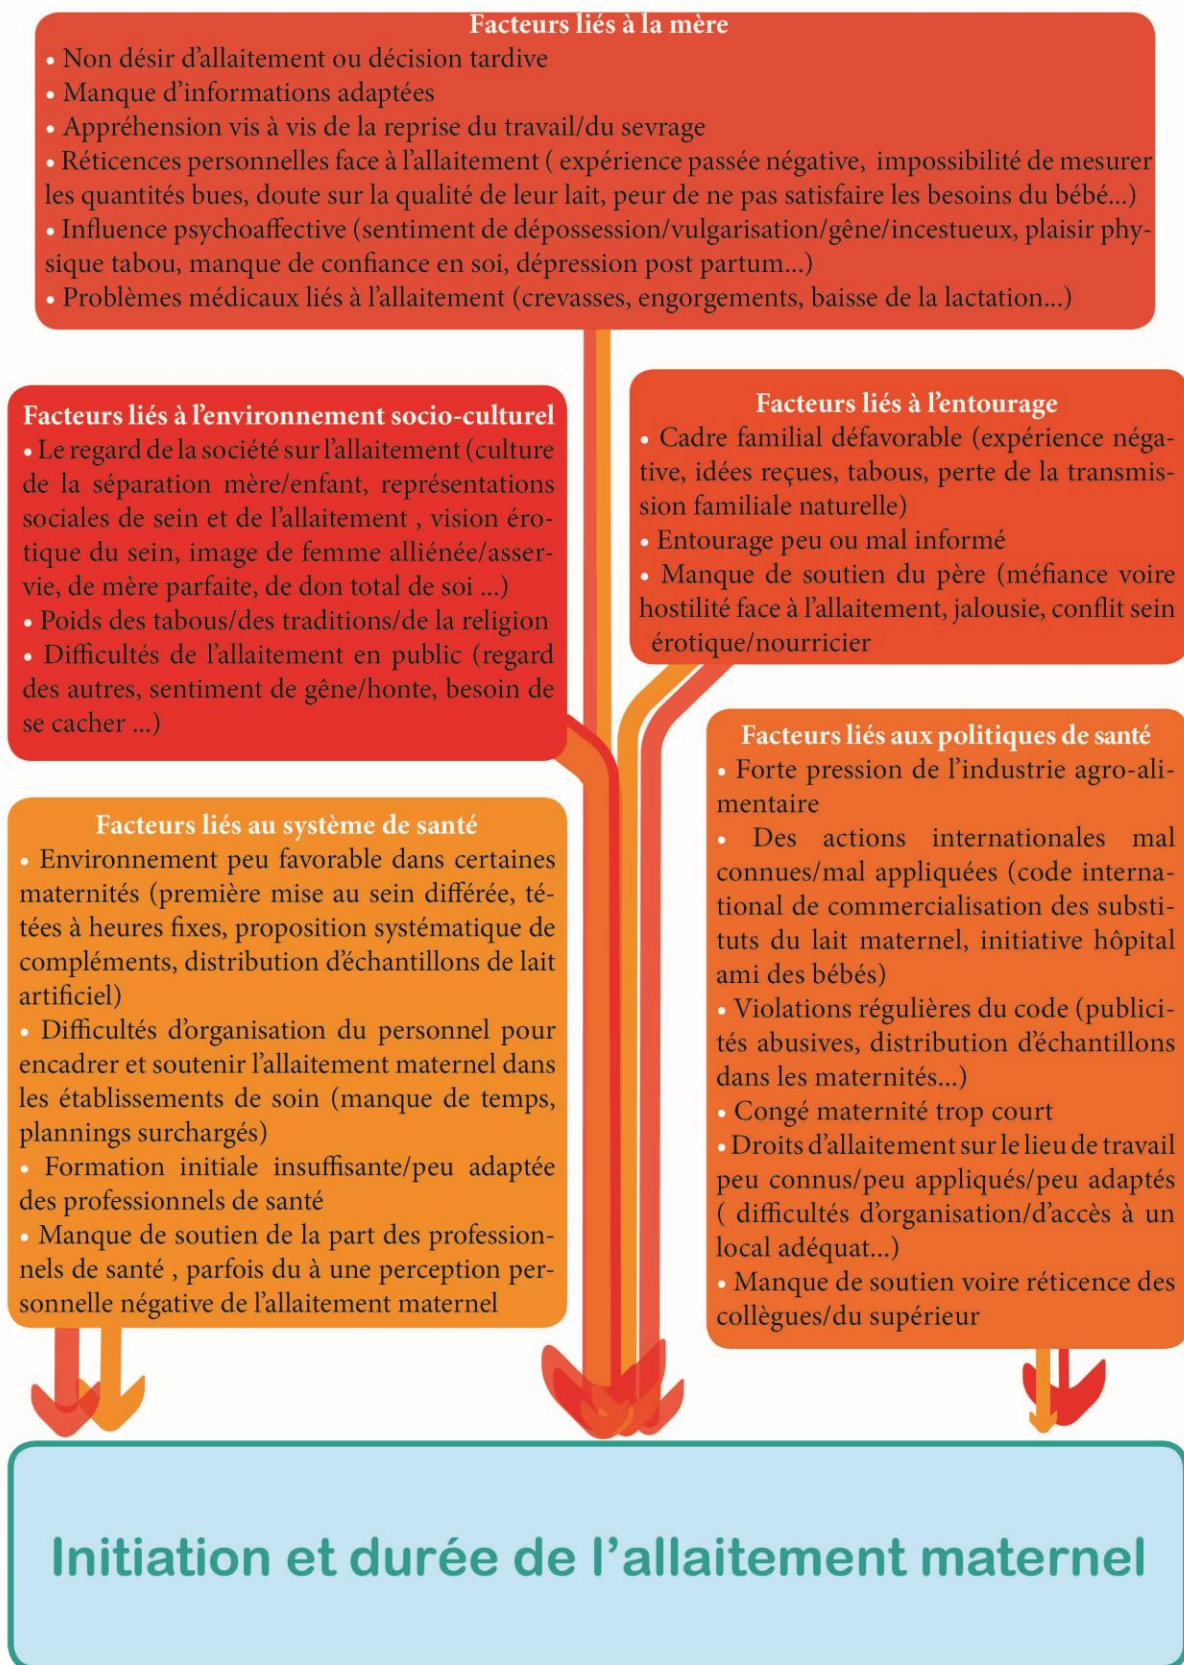 Facteurs liés à la mère
• Non désir d'allaitement ou décision tardive
• Manque d'informations adaptées
• Appréhension vis à vis de la reprise du travail/du sevrage
• Réticences personnelles face à l'allaitement ( expérience passée négative, impossibilité de mesurer
les quantités bues, doute sur la qualité de leur lait, peur de ne pas satisfaire les besoins du bébé...)
• Influence psychoaffective (sentiment de dépossession/vulgarisation/gêne/incestueux, plaisir phy-
sique tabou, manque de confiance en soi, dépression post partum...)
• Problèmes médicaux liés à l'allaitement (crevasses, engorgements, baisse de la lactation...)
Facteurs liés à l'environnement socio-culturel
• Le regard de la société sur l'allaitement (culture
de la séparation mère/enfant, représentations
sociales de sein et de l'allaitement , vision éro-
tique du sein, image de femme alliénée/asser-
vie, de mère parfaite, de don total de soi ...)
• Poids des tabous/des traditions/de la religion
• Difficultés de l'allaitement en public (regard
des autres, sentiment de gêne/honte, besoin de
se cacher ...)
Facteurs liés à l'entourage
• Cadre familial défavorable (expérience néga-
tive, idées reçues, tabous, perte de la transmis-
sion familiale naturelle)
• Entourage peu ou mal informé
• Manque de soutien du père (méfiance voire
hostilité face à l'allaitement, jalousie, conflit sein
érotique/nourricier
Facteurs liés au système de santé
• Environnement peu favorable dans certaines
maternités (première mise au sein différée, té-
tées à heures fixes, proposition systématique de
compléments, distribution d'échantillons de lait
artificiel)
• Difficultés d'organisation du personnel pour
encadrer et soutenir l'allaitement maternel dans
les établissements de soin (manque de temps,
plannings surchargés)
• Formation initiale insuffisante/peu adaptée
des professionnels de santé
• Manque de soutien de la part des profession-
nels de santé , parfois du à une perception per-
sonnelle négative de l'allaitement maternel
Facteurs liés aux politiques de santé
• Forte pression de l'industrie agro-ali-
mentaire
• Des actions internationales mal
connues/mal appliquées (code interna-
tional de commercialisation des substi-
tuts du lait maternel, initiative hôpital
ami des bébés)
• Violations régulières du code (publici-
tés abusives, distribution d'échantillons
dans les maternités...)
• Congé maternité trop court
• Droits d'allaitement sur le lieu de travail
peu connus/peu appliqués/peu adaptés
( difficultés d'organisation/d'accès à un
local adéquat...)
• Manque de soutien voire réticence des
collègues/du supérieur
Initiation et durée de l'allaitement maternel